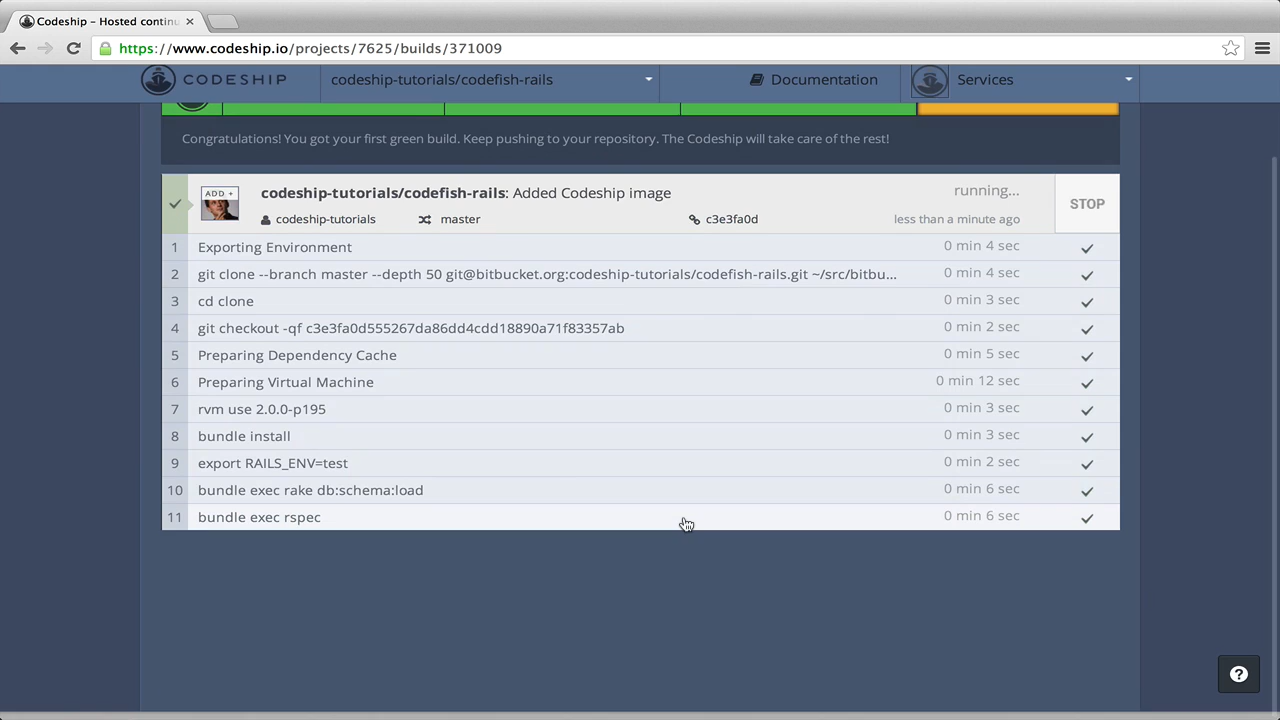 Codeship – Hosted contin
https://www.codeship.io/projects/7625/builds/371009
CODESHIP codeship-tutorials/codefish-rails Documentation Services
Congratulations! You got your first green build. Keep pushing to your repository. The Codeship will take care of the rest!
ADD + codeship-tutorials/codefish-rails: Added Codeship image running... STOP
codeship-tutorials master c3e3fa0d less than a minute ago
1 Exporting Environment 0 min 4 sec
2 git clone --branch master --depth 50 git@bitbucket.org:codeship-tutorials/codefish-rails.git ~/src/bitbu... 0 min 4 sec
3 cd clone 0 min 3 sec
4 git checkout -qf c3e3fa0d555267da86dd4cdd18890a71f83357ab 0 min 2 sec
5 Preparing Dependency Cache 0 min 5 sec
6 Preparing Virtual Machine 0 min 12 sec
7 rvm use 2.0.0-p195 0 min 3 sec
8 bundle install 0 min 3 sec
9 export RAILS_ENV=test 0 min 2 sec
10 bundle exec rake db:schema:load 0 min 6 sec
11 bundle exec rspec 0 min 6 sec
?